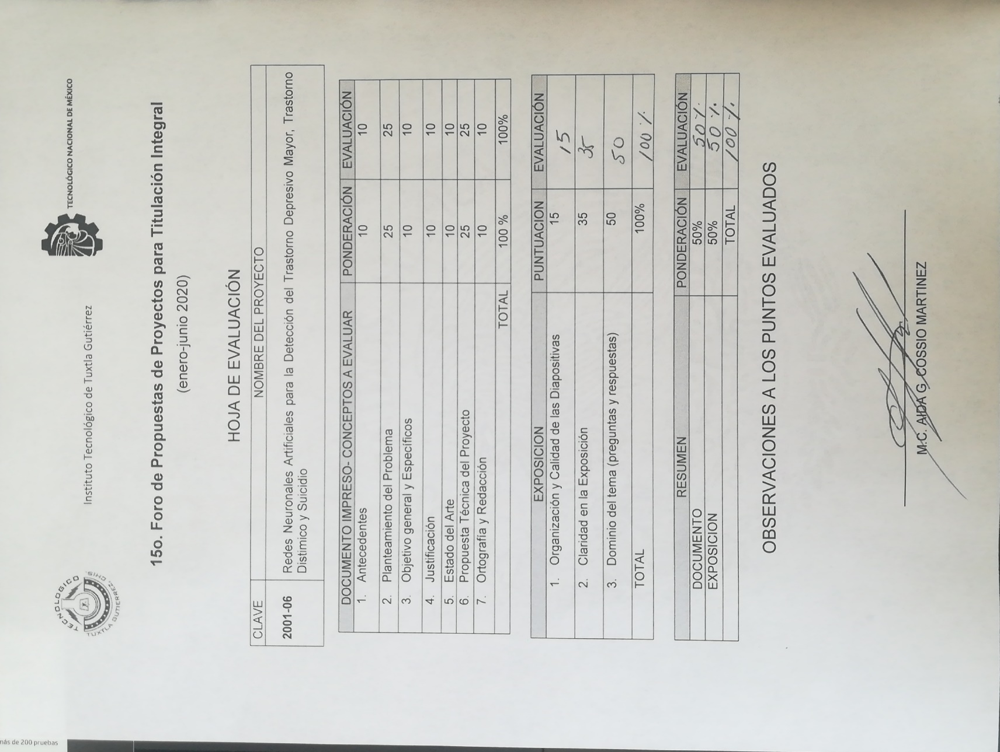 TECNOLOGICO
TUXTLA GUTIERREZ, CHIS.
Instituto Tecnológico de Tuxtla Gutiérrez
TECNOLÓGICO NACIONAL DE MÉXICO
15o. Foro de Propuestas de Proyectos para Titulación Integral
(enero-junio 2020)
HOJA DE EVALUACIÓN
CLAVE NOMBRE DEL PROYECTO
2001-06 Redes Neuronales Artificiales para la Detección del Trastorno Depresivo Mayor, Trastorno
Distimico y Suicidio
DOCUMENTO IMPRESO- CONCEPTOS A EVALUAR PONDERACIÓN EVALUACIÓN
1. Antecedentes 10 10
2. Planteamiento del Problema 25 25
3. Objetivo general y Específicos 10 10
4. Justificación 10 10
5. Estado del Arte 10 10
6. Propuesta Técnica del Proyecto 25 25
7. Ortografía y Redacción 10 10
TOTAL 100 % 100%
EXPOSICION PUNTUACION EVALUACIÓN
1. Organización y Calidad de las Diapositivas 15 15
2. Claridad en la Exposición 35 35
3. Dominio del tema (preguntas y respuestas) 50 50
TOTAL 100% 100 %
RESUMEN PONDERACIÓN EVALUACIÓN
DOCUMENTO 50% 50%
EXPOSICION 50% 50%
TOTAL 100%
OBSERVACIONES A LOS PUNTOS EVALUADOS
M.C. AIDA G. COSSIO MARTINEZ
más de 200 pruebas